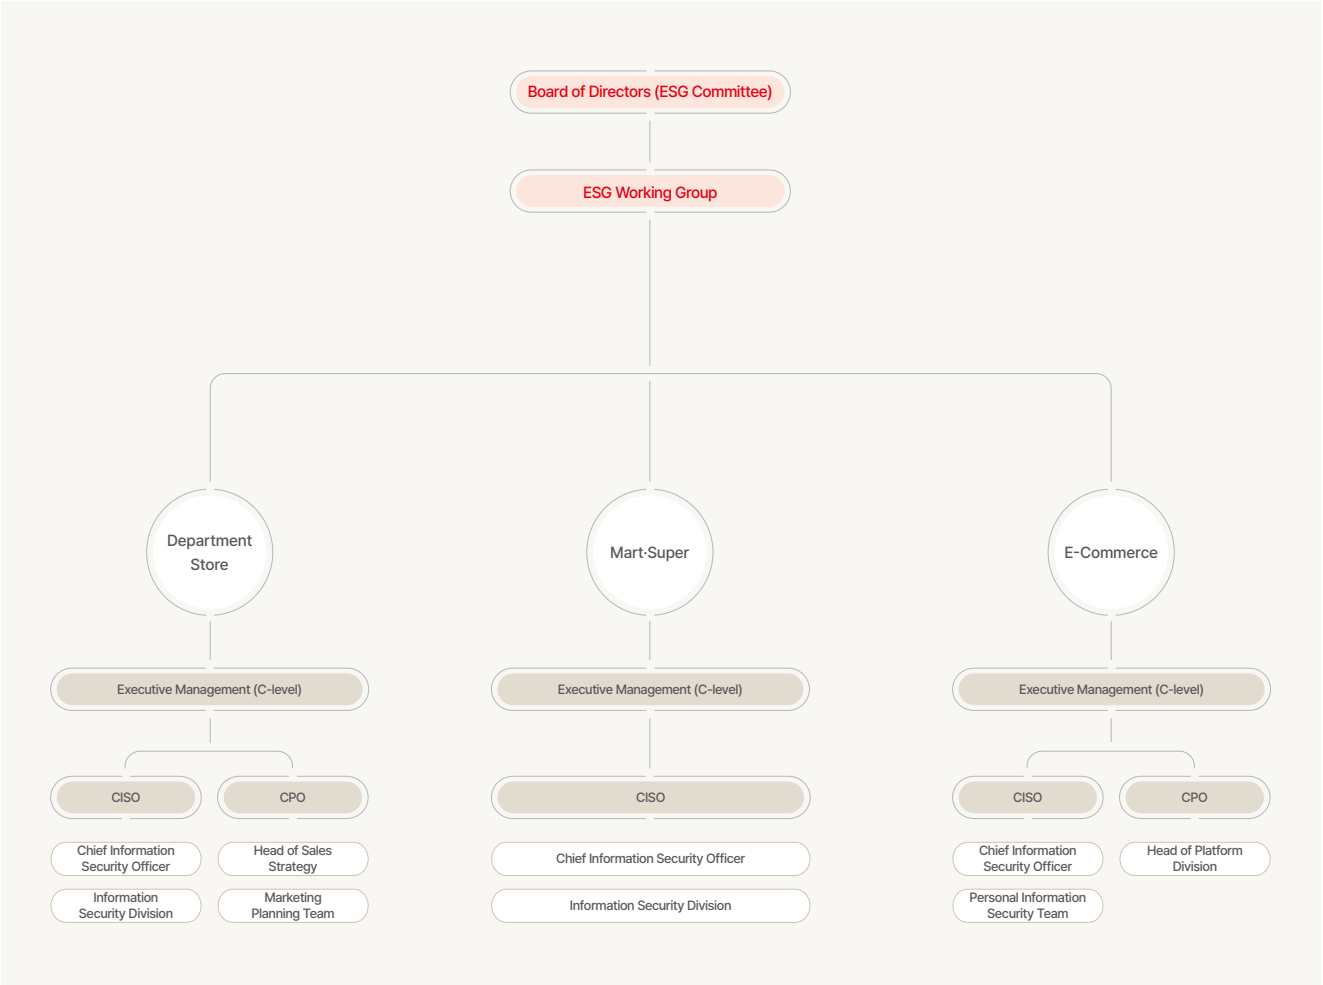 Board of Directors (ESG Committee)
ESG Working Group
Department
Store
Mart·Super
E-Commerce
Executive Management (C-level)
Executive Management (C-level)
Executive Management (C-level)
CISO
CPO
CISO
CISO
CPO
Chief Information
Security Officer
Head of Sales
Strategy
Chief Information Security Officer
Chief Information
Security Officer
Head of Platform
Division
Information
Security Division
Marketing
Planning Team
Information Security Division
Personal Information
Security Team